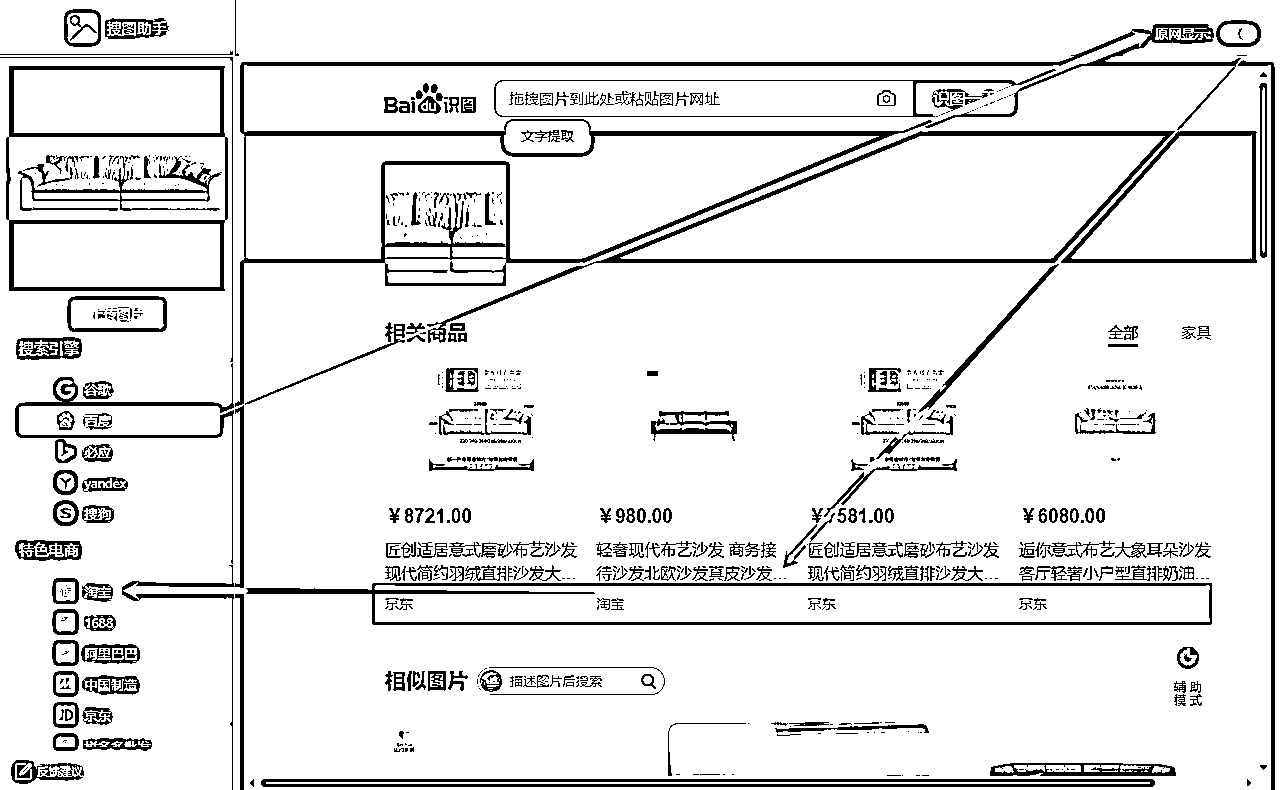 搜图助手
原网显示
Bai du 识图
拖拽图片到此处或粘贴图片网址
识图一下
文字提取
上传图片
搜索引擎
谷歌
百度
必应
yandex
搜狗
特色电商
淘宝
1688
阿里巴巴
中国制造
京东
反馈建议
相关商品
全部
家具
¥8721.00
¥980.00
¥7581.00
¥6080.00
匠创适居意式磨砂布艺沙发
现代简约羽绒直排沙发大...
轻奢现代布艺沙发 商务接
待沙发北欧沙发真皮沙发...
匠创适居意式磨砂布艺沙发
现代简约羽绒直排沙发大...
逅你意式布艺大象耳朵沙发
客厅轻奢小户型直排奶油...
京东
淘宝
京东
京东
相似图片
描述图片后搜索
辅助
模式